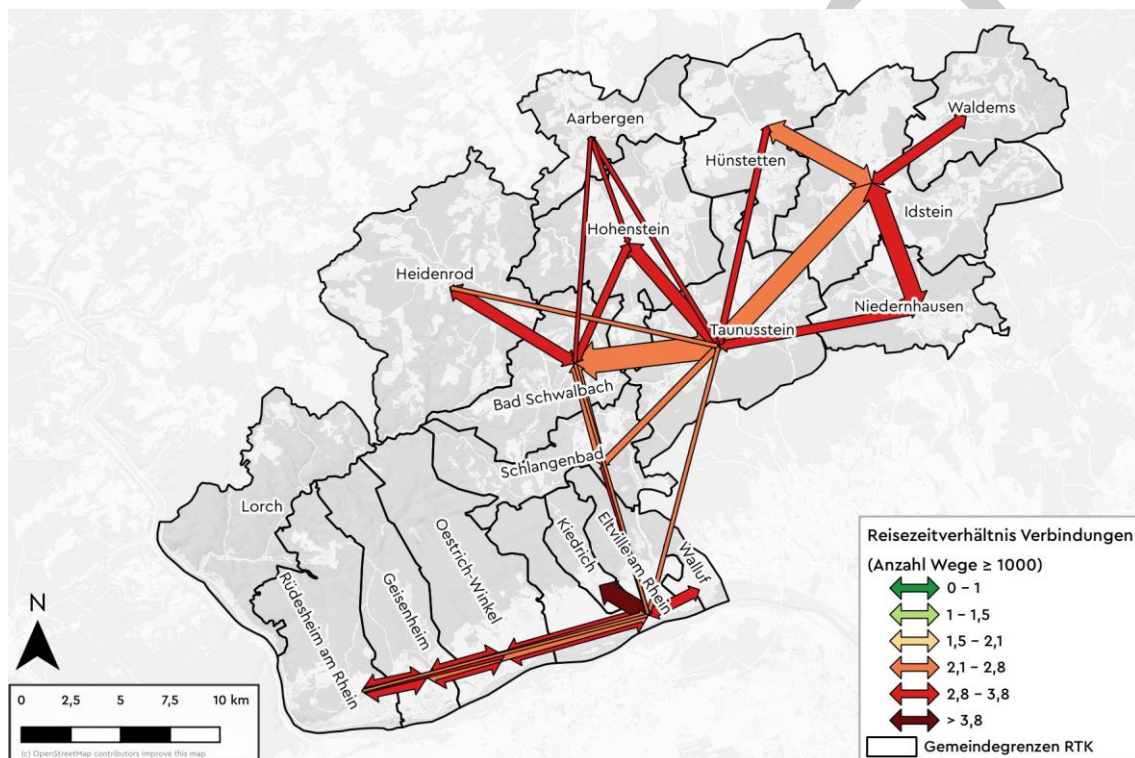 Waldems
Aarbergen
Hünstetten
Idstein
Hohenstein
Heidenrod
Niedernhausen
Taunusstein
Bad Schwalbach
Schlangenbad
Lorch
Oestrich-Winkel
Kiedrich
Eltville am Rhein
Walluf
Geisenheim
Rüdesheim am Rhein
N
0 2,5 5 7,5 10 km
(c) OpenStreetMap contributors improve this map
Reisezeitverhältnis Verbindungen
(Anzahl Wege ≥ 1000)
0 – 1
1 – 1,5
1,5 – 2,1
2,1 – 2,8
2,8 – 3,8
> 3,8
Gemeindegrenzen RTK